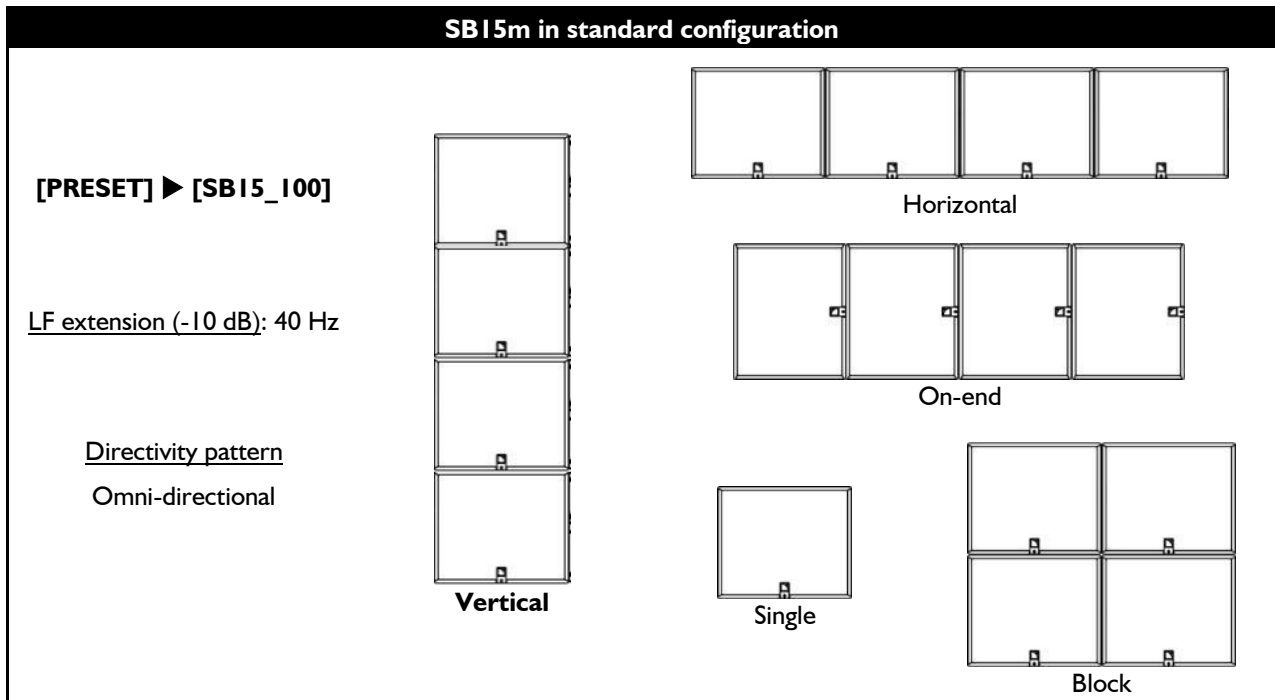 SB15m in standard configuration
[PRESET] ▶ [SB15_100]
LF extension (-10 dB): 40 Hz
Directivity pattern
Omni-directional
Vertical
Horizontal
On-end
Single
Block